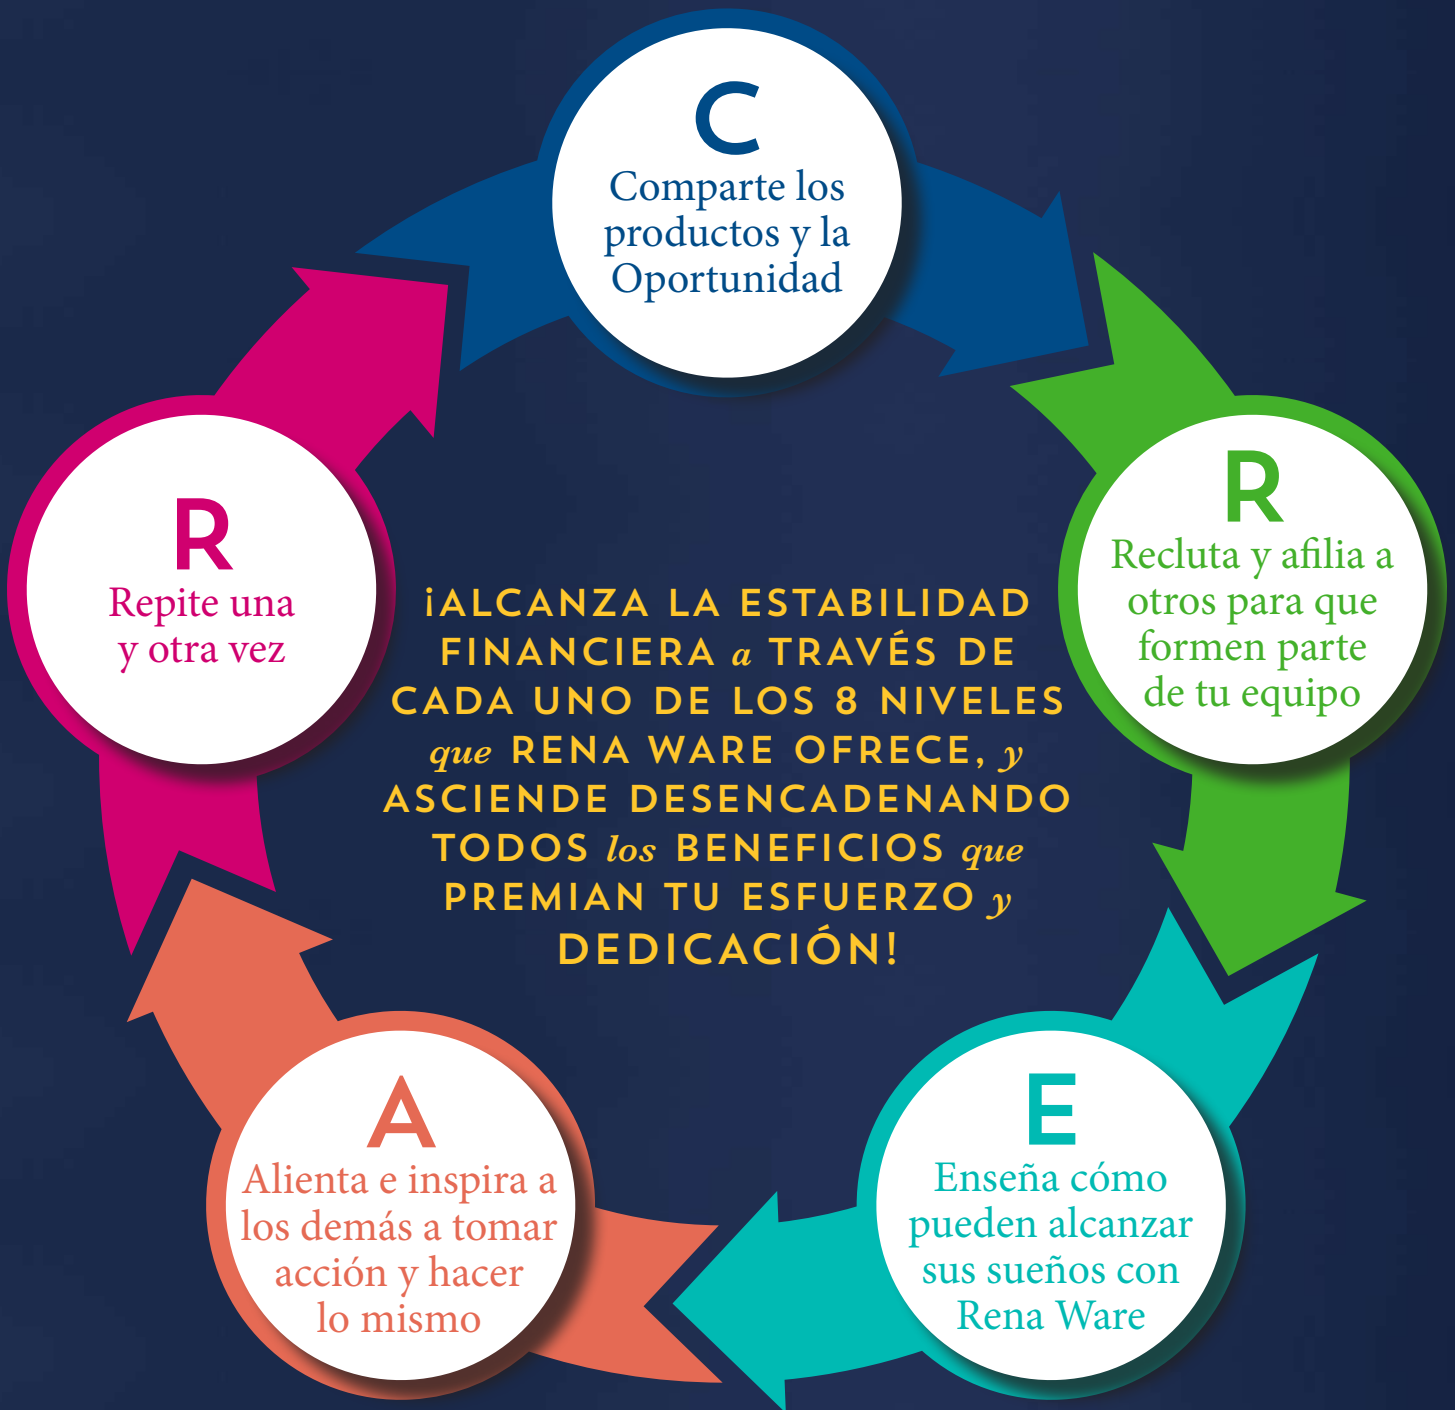 C
Comparte los
productos y la
Oportunidad
R
Recluta y afilia a
otros para que
formen parte
de tu equipo
E
Enseña cómo
pueden alcanzar
sus sueños con
Rena Ware
A
Alienta e inspira a
los demás a tomar
acción y hacer
lo mismo
R
Repite una
y otra vez
¡ALCANZA LA ESTABILIDAD
FINANCIERA a TRAVÉS DE
CADA UNO DE LOS 8 NIVELES
que RENA WARE OFRECE, y
ASCIENDE DESENCADENANDO
TODOS los BENEFICIOS que
PREMIAN TU ESFUERZO y
DEDICACIÓN!